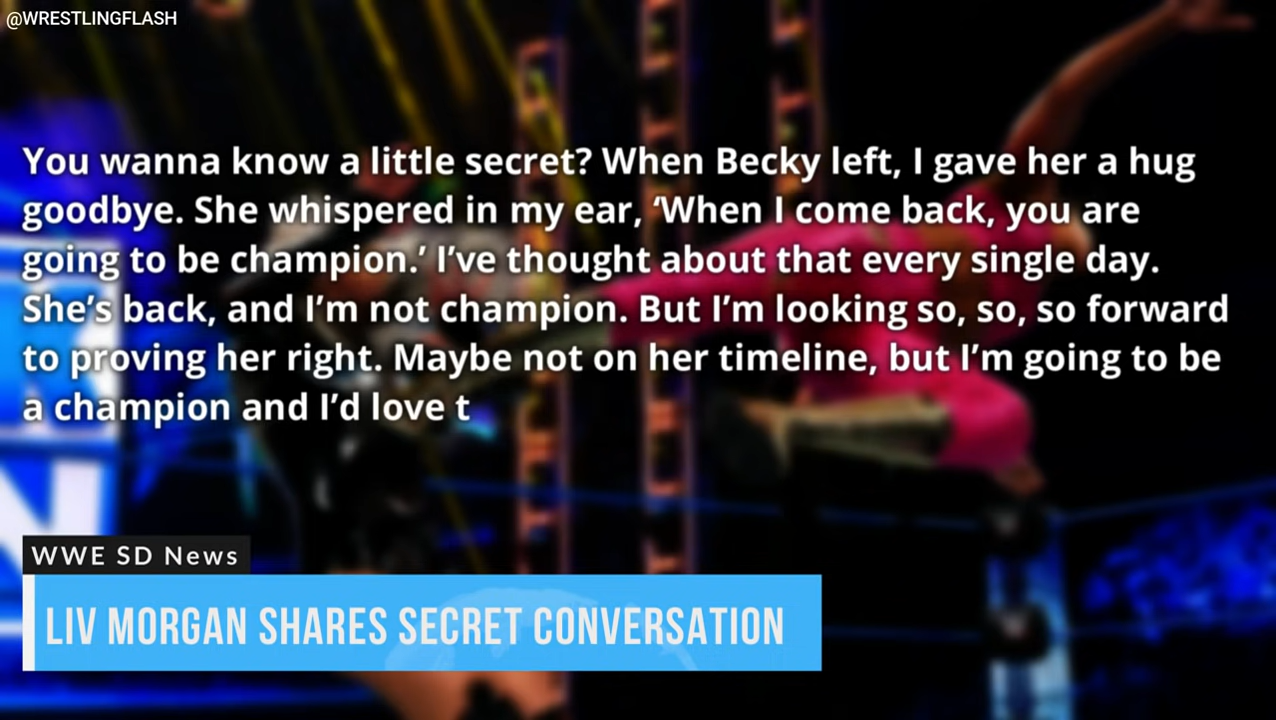 @WRESTLINGFLASH
You wanna know a little secret? When Becky left, I gave her a hug
goodbye. She whispered in my ear, ‘When I come back, you are
going to be champion.’ I’ve thought about that every single day.
She’s back, and I’m not champion. But I’m looking so, so, so forward
to proving her right. Maybe not on her timeline, but I’m going to be
a champion and I’d love t
WWE SD News
LIV MORGAN SHARES SECRET CONVERSATION